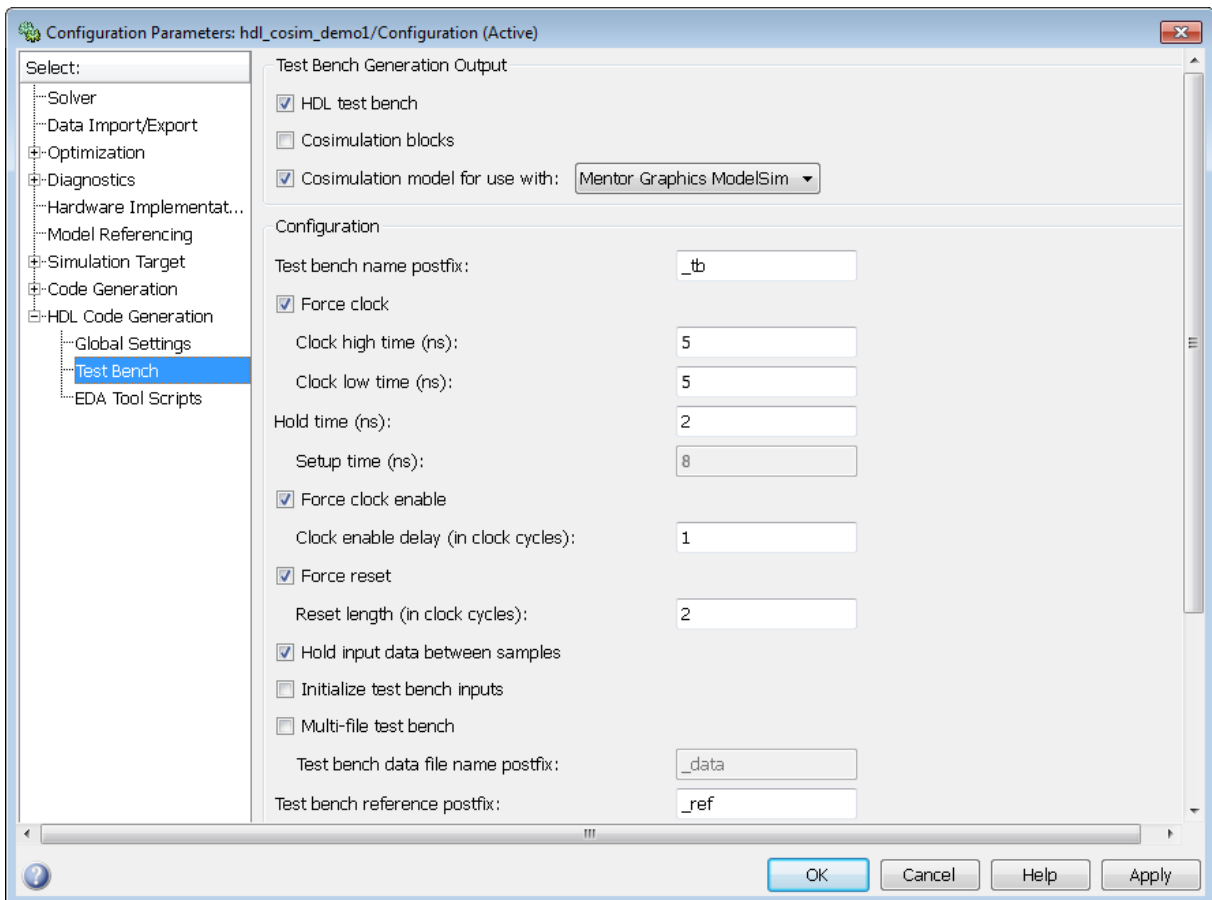 Configuration Parameters: hdl_cosim_demo1/Configuration (Active)
Select:
Solver
Data Import/Export
Optimization
Diagnostics
Hardware Implementat...
Model Referencing
Simulation Target
Code Generation
HDL Code Generation
Global Settings
Test Bench
EDA Tool Scripts
Test Bench Generation Output
HDL test bench
Cosimulation blocks
Cosimulation model for use with: Mentor Graphics ModelSim
Configuration
Test bench name postfix: _tb
Force clock
Clock high time (ns): 5
Clock low time (ns): 5
Hold time (ns): 2
Setup time (ns): 8
Force clock enable
Clock enable delay (in clock cycles): 1
Force reset
Reset length (in clock cycles): 2
Hold input data between samples
Initialize test bench inputs
Multi-file test bench
Test bench data file name postfix: _data
Test bench reference postfix: _ref
OK Cancel Help Apply